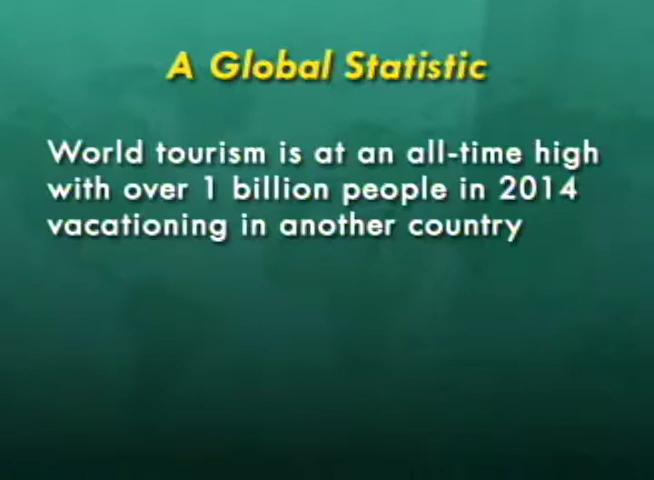 A Global Statistic
World tourism is at an all-time high
with over 1 billion people in 2014
vacationing in another country